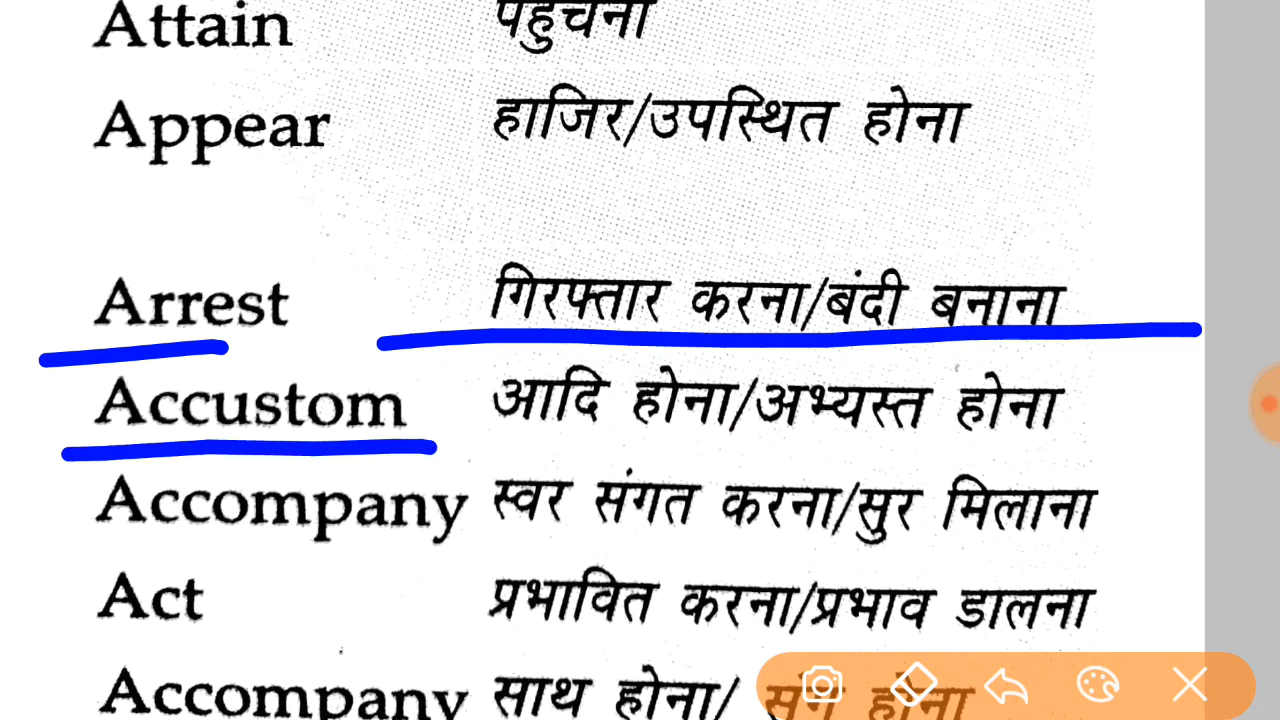 Attain पहुंचना
Appear हाजिर/उपस्थित होना
Arrest गिरफ्तार करना/बंदी बनाना
Accustom आदि होना/अभ्यस्त होना
Accompany स्वर संगत करना/सुर मिलाना
Act प्रभावित करना/प्रभाव डालना
Accompany साथ होना/ संग होना